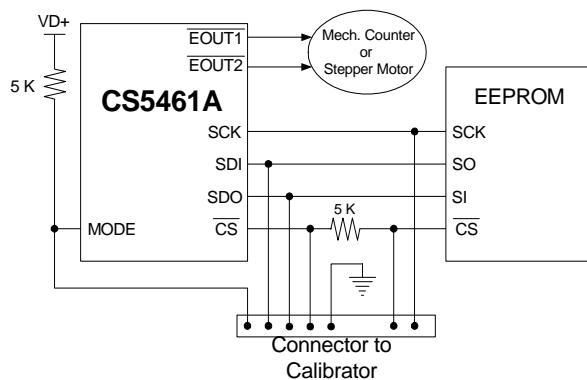 VD+
5 K
CS5461A
EOUT1
EOUT2
SCK
SDI
SDO
CS
MODE
Mech. Counter
or
Stepper Motor
EEPROM
SCK
SO
SI
CS
5 K
Connector to
Calibrator